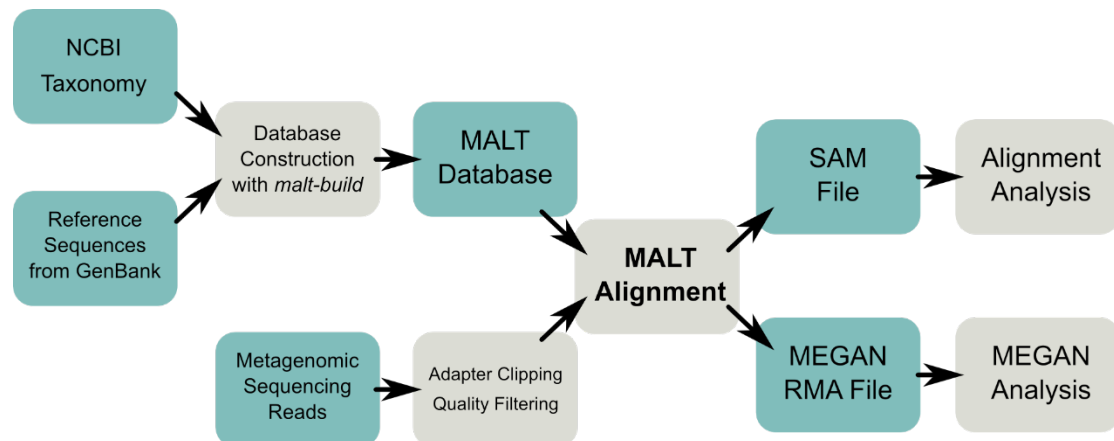 NCBI
Taxonomy
Reference
Sequences
from GenBank
Database
Construction
with malt-build
MALT
Database
Metagenomic
Sequencing
Reads
Adapter Clipping
Quality Filtering
MALT
Alignment
SAM
File
Alignment
Analysis
MEGAN
RMA File
MEGAN
Analysis